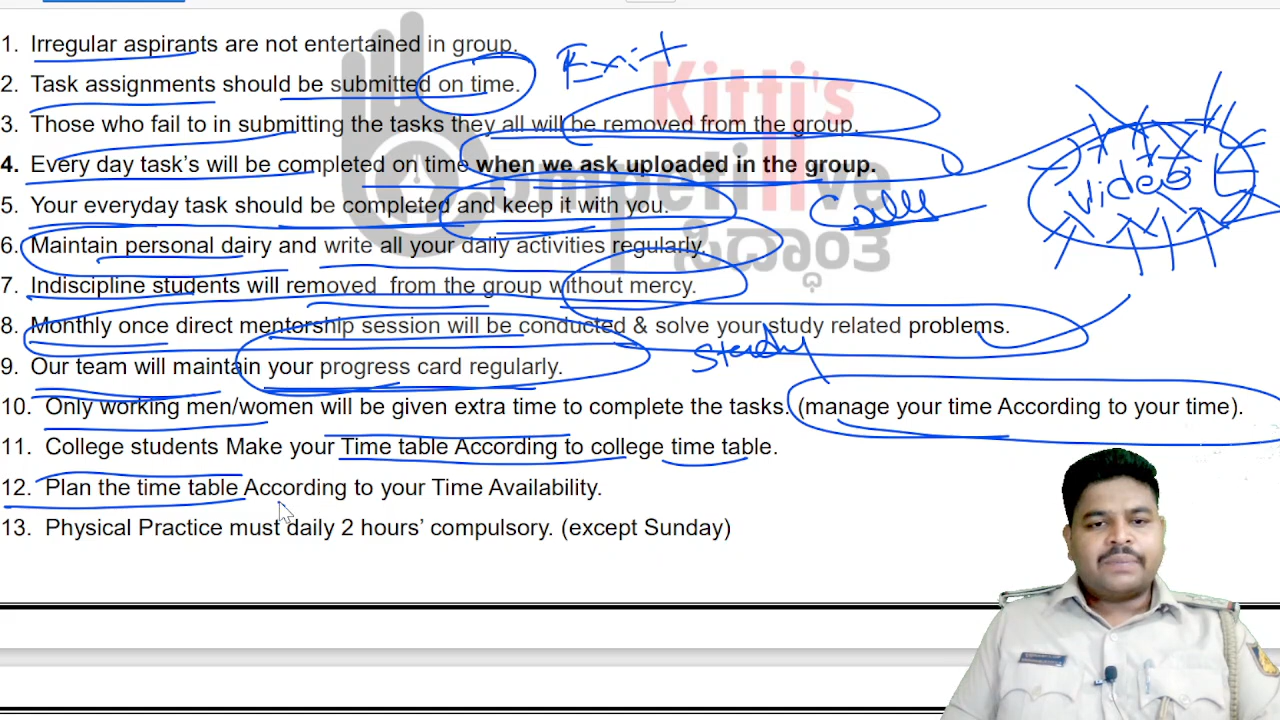 1. Irregular aspirants are not entertained in group.
Exit
2. Task assignments should be submitted on time.
Kitti's
3. Those who fail to in submitting the tasks they all will be removed from the group.
4. Every day task's will be completed on time when we ask uploaded in the group.
Video
5. Your everyday task should be completed and keep it with you.
6. Maintain personal dairy and write all your daily activities regularly.
7. Indiscipline students will removed from the group without mercy.
8. Monthly once direct mentership session will be conducted & solve your study related problems.
Study
9. Our team will maintain your progress card regularly.
10. Only working men/women will be given extra time to complete the tasks. (manage your time According to your time).
11. College students Make your Time table According to college time table.
12. Plan the time table According to your Time Availability.
13. Physical Practice must daily 2 hours' compulsory. (except Sunday)